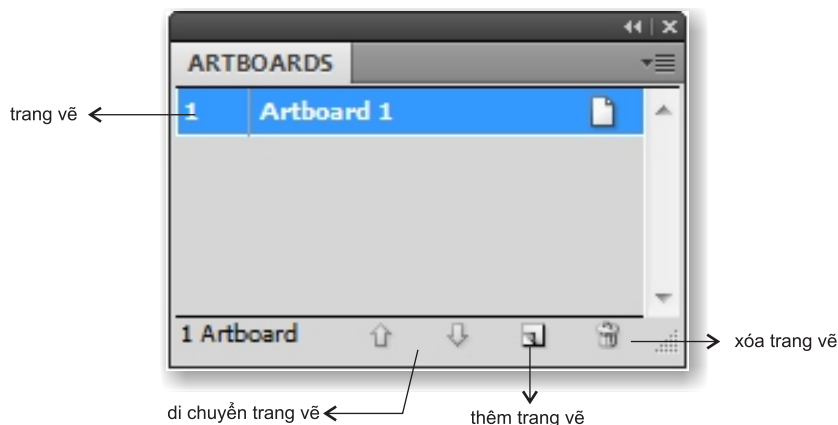 ARTBOARDS
trang vẽ
1 Artboard 1
1 Artboard
xóa trang vẽ
di chuyển trang vẽ
thêm trang vẽ